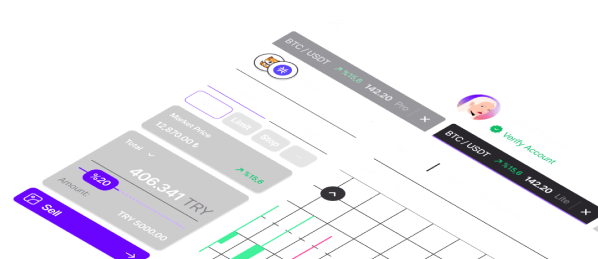 BTC / USDT
↗ %15,6
142.20
Pro
BTC / USDT
↗ %15,6
142.20
Lite
Verify Account
Limit
Stop
Market Price
12,870.00 ₺
↗ %15,6
Total
406.341 TRY
%20
Amount:
TRY 5000.00
Sell